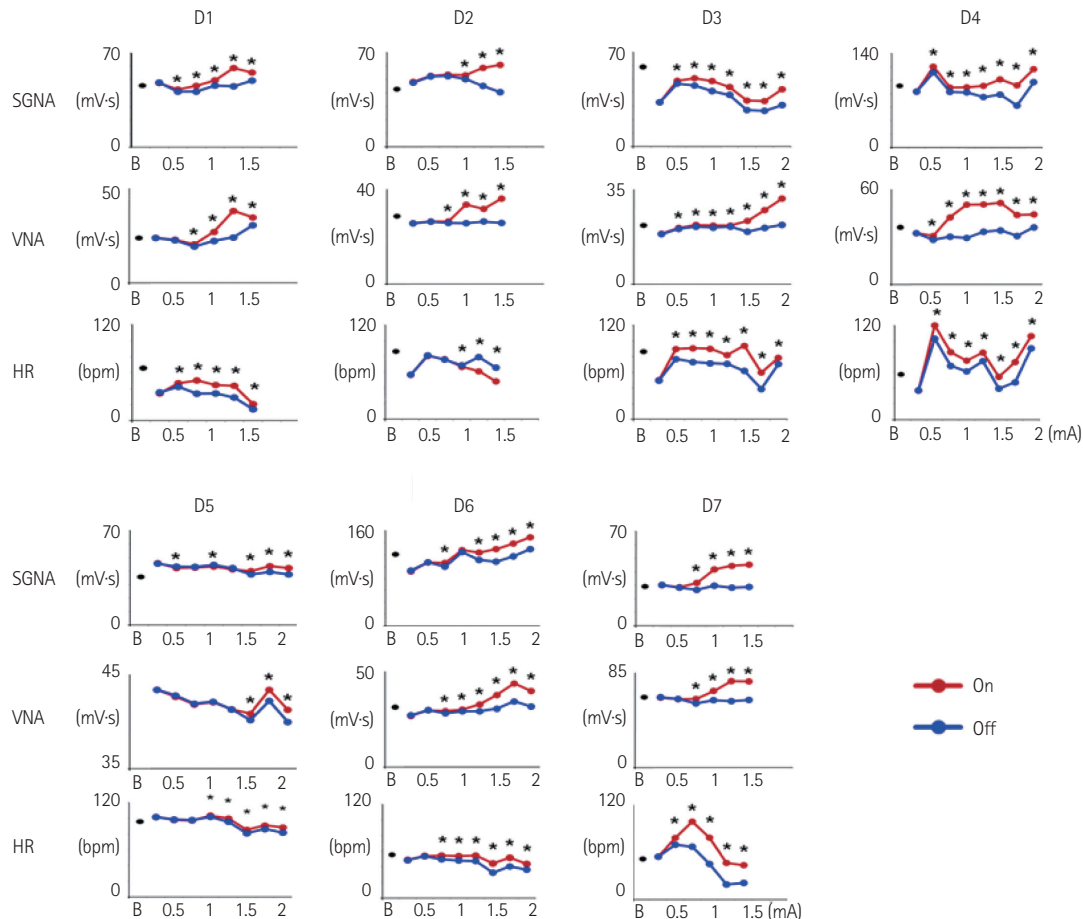 D1 D2 D3 D4
70 70 70 140
SGNA (mV·s) (mV·s) (mV·s) (mV·s)
0 0 0 0
B 0.5 1 1.5 B 0.5 1 1.5 B 0.5 1 1.5 2 B 0.5 1 1.5 2
50 40 35 60
VNA (mV·s) (mV·s) (mV·s) (mV·s)
0 0 0 0
B 0.5 1 1.5 B 0.5 1 1.5 B 0.5 1 1.5 2 B 0.5 1 1.5 2
120 120 120 120
HR (bpm) (bpm) (bpm) (bpm)
0 0 0 0
B 0.5 1 1.5 B 0.5 1 1.5 B 0.5 1 1.5 2 B 0.5 1 1.5 2 (mA)
D5 D6 D7
70 160 70
SGNA (mV·s) (mV·s) (mV·s)
0 0 0
B 0.5 1 1.5 2 B 0.5 1 1.5 2 B 0.5 1 1.5
45 50 85
VNA (mV·s) (mV·s) (mV·s)
35 0 0
B 0.5 1 1.5 2 B 0.5 1 1.5 2 B 0.5 1 1.5
120 120 120
HR (bpm) (bpm) (bpm)
0 0 0
B 0.5 1 1.5 2 B 0.5 1 1.5 2 B 0.5 1 1.5 (mA)
On
Off